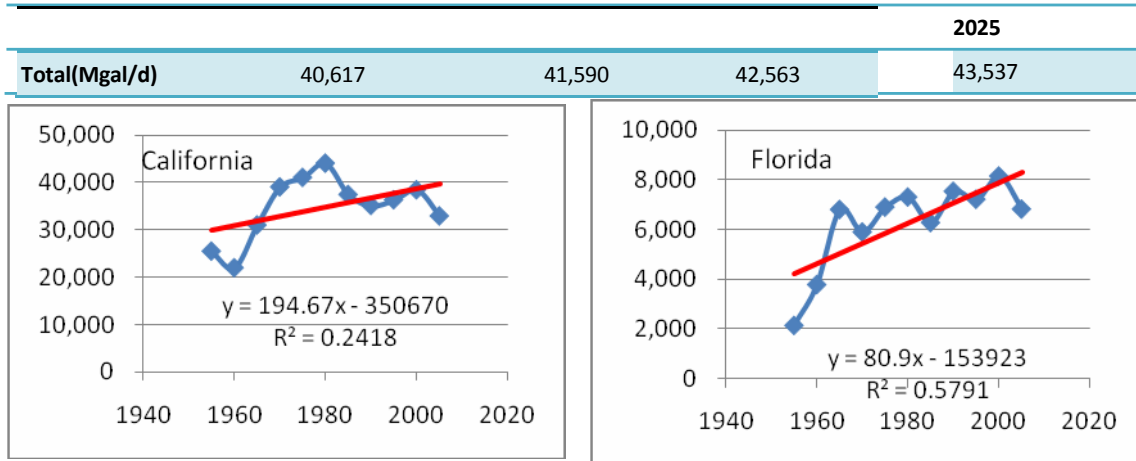 2025
Total(Mgal/d) 40,617 41,590 42,563 43,537
California
50,000
40,000
30,000
20,000
10,000
0
y = 194.67x - 350670
R² = 0.2418
1940 1960 1980 2000 2020
Florida
10,000
8,000
6,000
4,000
2,000
0
y = 80.9x - 153923
R² = 0.5791
1940 1960 1980 2000 2020